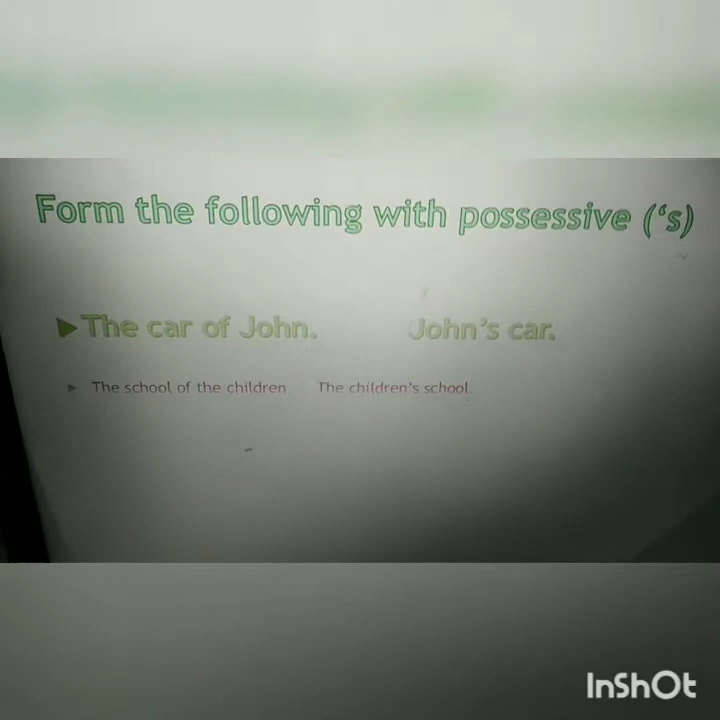 Form the following with possessive (‘s)
▶The car of John. John’s car.
▶ The school of the children The children's school.
InShOt